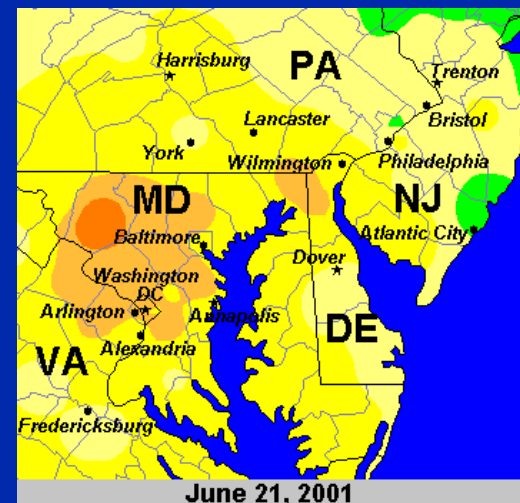 Harrisburg
PA
Trenton
Bristol
Lancaster
York
Philadelphia
Wilmington
MD
NJ
Baltimore
Atlantic City
Dover
Washington
DC
Arlington
Annapolis
DE
Alexandria
VA
Fredericksburg
June 21, 2001